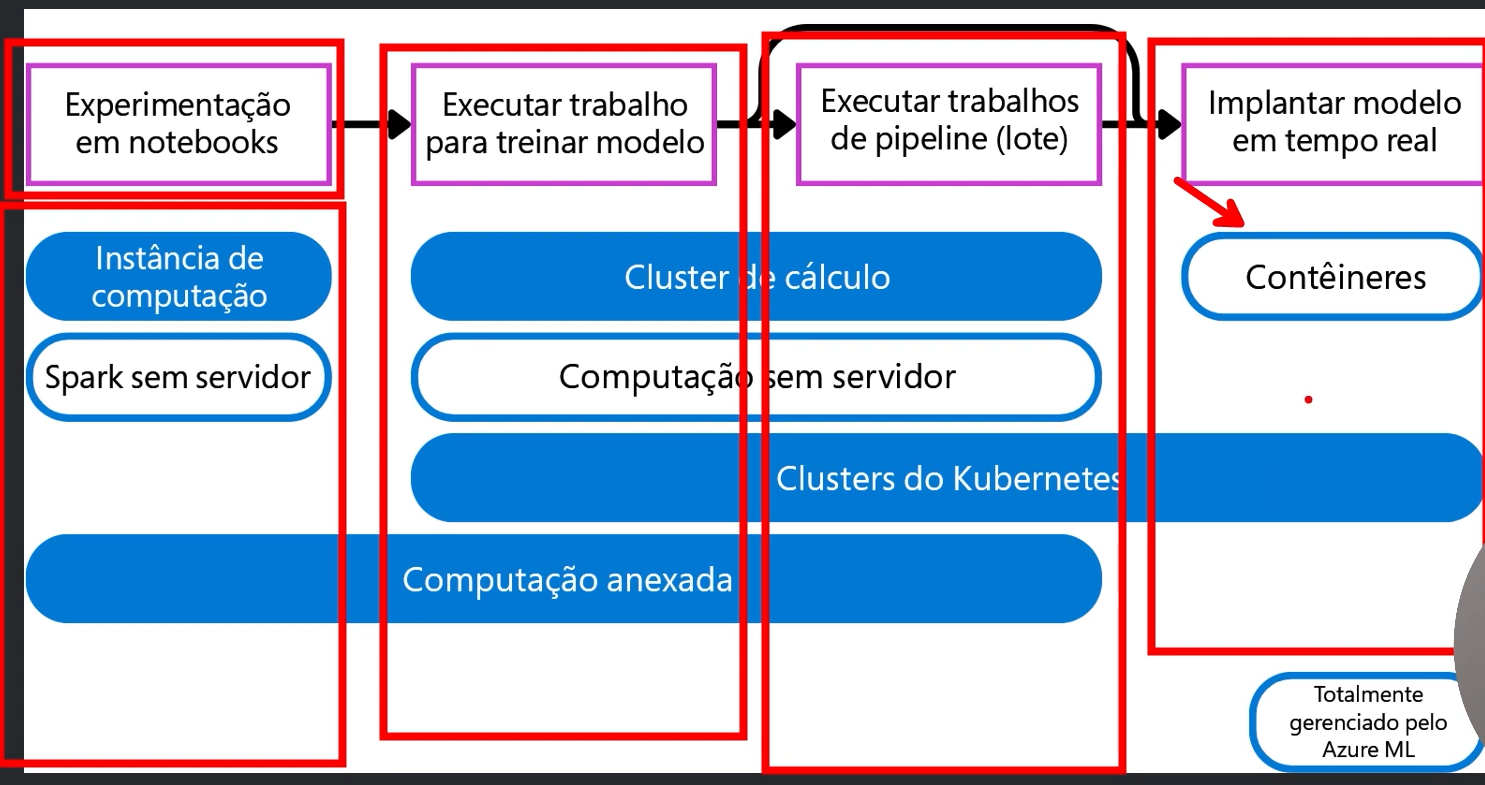 Experimentação
em notebooks
Executar trabalho
para treinar modelo
Executar trabalhos
de pipeline (lote)
Implantar modelo
em tempo real
Instância de
computação
Cluster de cálculo
Contêineres
Spark sem servidor
Computação sem servidor
Clusters do Kubernetes
Computação anexada
Totalmente
gerenciado pelo
Azure ML